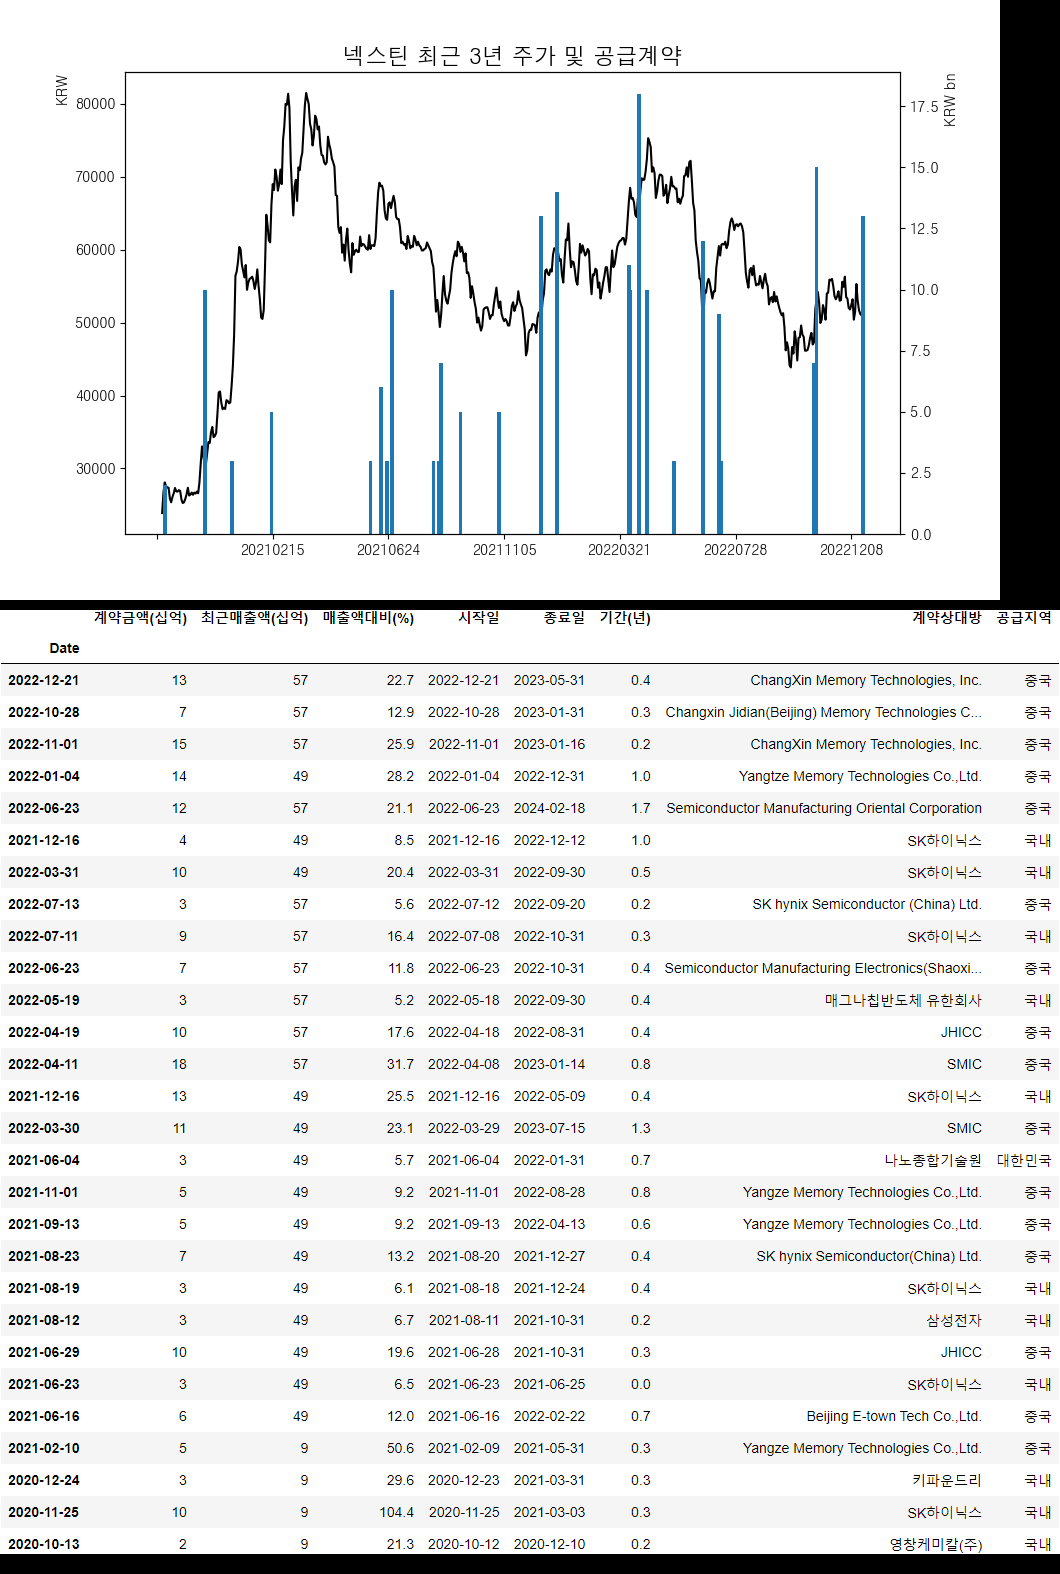 넥스틴 최근 3년 주가 및 공급계약
KRW
KRW bn
80000
70000
60000
50000
40000
30000
17.5
15.0
12.5
10.0
7.5
5.0
2.5
0.0
20210215 20210624 20211105 20220321 20220728 20221208
계약금액(십억) 최근매출액(십억) 매출액대비(%) 시작일 종료일 기간(년) 계약상대방 공급지역
Date
2022-12-21 13 57 22.7 2022-12-21 2023-05-31 0.4 ChangXin Memory Technologies, Inc. 중국
2022-10-28 7 57 12.9 2022-10-28 2023-01-31 0.3 Changxin Jidian(Beijing) Memory Technologies C... 중국
2022-11-01 15 57 25.9 2022-11-01 2023-01-16 0.2 ChangXin Memory Technologies, Inc. 중국
2022-01-04 14 49 28.2 2022-01-04 2022-12-31 1.0 Yangtze Memory Technologies Co.,Ltd. 중국
2022-06-23 12 57 21.1 2022-06-23 2024-02-18 1.7 Semiconductor Manufacturing Oriental Corporation 중국
2021-12-16 4 49 8.5 2021-12-16 2022-12-12 1.0 SK하이닉스 국내
2022-03-31 10 49 20.4 2022-03-31 2022-09-30 0.5 SK하이닉스 국내
2022-07-13 3 57 5.6 2022-07-12 2022-09-20 0.2 SK hynix Semiconductor (China) Ltd. 중국
2022-07-11 9 57 16.4 2022-07-08 2022-10-31 0.3 SK하이닉스 국내
2022-06-23 7 57 11.8 2022-06-23 2022-10-31 0.4 Semiconductor Manufacturing Electronics(Shaoxi... 중국
2022-05-19 3 57 5.2 2022-05-18 2022-09-30 0.4 매그나칩반도체 유한회사 국내
2022-04-19 10 57 17.6 2022-04-18 2022-08-31 0.4 JHICC 중국
2022-04-11 18 57 31.7 2022-04-08 2023-01-14 0.8 SMIC 중국
2021-12-16 13 49 25.5 2021-12-16 2022-05-09 0.4 SK하이닉스 국내
2022-03-30 11 49 23.1 2022-03-29 2023-07-15 1.3 SMIC 중국
2021-06-04 3 49 5.7 2021-06-04 2022-01-31 0.7 나노종합기술원 대한민국
2021-11-01 5 49 9.2 2021-11-01 2022-08-28 0.8 Yangze Memory Technologies Co.,Ltd. 중국
2021-09-13 5 49 9.2 2021-09-13 2022-04-13 0.6 Yangze Memory Technologies Co.,Ltd. 중국
2021-08-23 7 49 13.2 2021-08-20 2021-12-27 0.4 SK hynix Semiconductor(China) Ltd. 중국
2021-08-19 3 49 6.1 2021-08-18 2021-12-24 0.4 SK하이닉스 국내
2021-08-12 3 49 6.7 2021-08-11 2021-10-31 0.2 삼성전자 국내
2021-06-29 10 49 19.6 2021-06-28 2021-10-31 0.3 JHICC 중국
2021-06-23 3 49 6.5 2021-06-23 2021-06-25 0.0 SK하이닉스 국내
2021-06-16 6 49 12.0 2021-06-16 2022-02-22 0.7 Beijing E-town Tech Co.,Ltd. 중국
2021-02-10 5 9 50.6 2021-02-09 2021-05-31 0.3 Yangze Memory Technologies Co.,Ltd. 중국
2020-12-24 3 9 29.6 2020-12-23 2021-03-31 0.3 키파운드리 국내
2020-11-25 10 9 104.4 2020-11-25 2021-03-03 0.3 SK하이닉스 국내
2020-10-13 2 9 21.3 2020-10-12 2020-12-10 0.2 영창케미칼(주) 국내